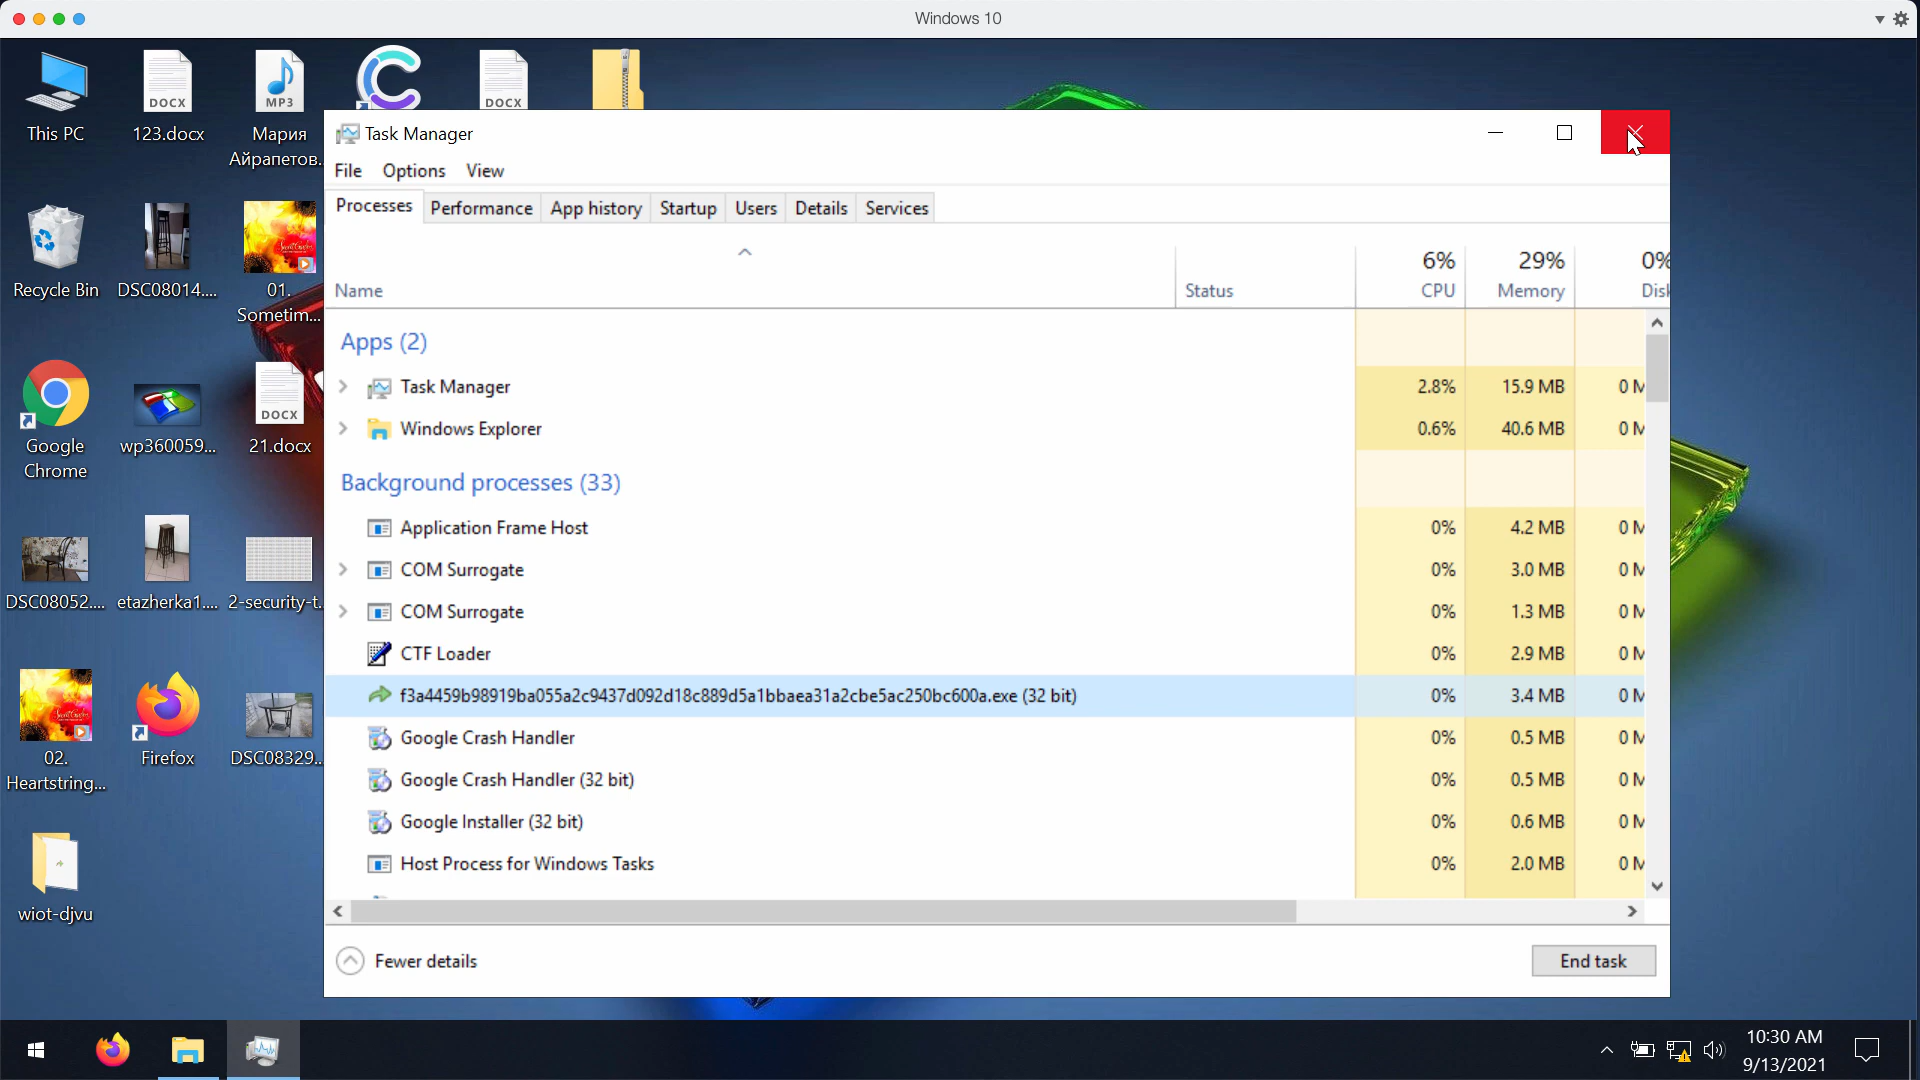 Windows 10
This PC
123.docx
Мария
Айрапетов...
DOCX
MP3
DOCX
Recycle Bin
DSC08014....
01.
Sometim...
Google
Chrome
wp360059...
DOCX
21.docx
DSC08052....
etazherka1....
2-security-t...
02.
Heartstring...
Firefox
DSC08329...
wiot-djvu
Task Manager
File Options View
Processes Performance App history Startup Users Details Services
6% 29% 0%
Name Status CPU Memory Disk
Apps (2)
Task Manager 2.8% 15.9 MB 0 M
Windows Explorer 0.6% 40.6 MB 0 M
Background processes (33)
Application Frame Host 0% 4.2 MB 0 M
COM Surrogate 0% 3.0 MB 0 M
COM Surrogate 0% 1.3 MB 0 M
CTF Loader 0% 2.9 MB 0 M
f3a4459b98919ba055a2c9437d092d18c889d5a1bbaea31a2cbe5ac250bc600a.exe (32 bit) 0% 3.4 MB 0 M
Google Crash Handler 0% 0.5 MB 0 M
Google Crash Handler (32 bit) 0% 0.5 MB 0 M
Google Installer (32 bit) 0% 0.6 MB 0 M
Host Process for Windows Tasks 0% 2.0 MB 0 M
Fewer details End task
10:30 AM
9/13/2021